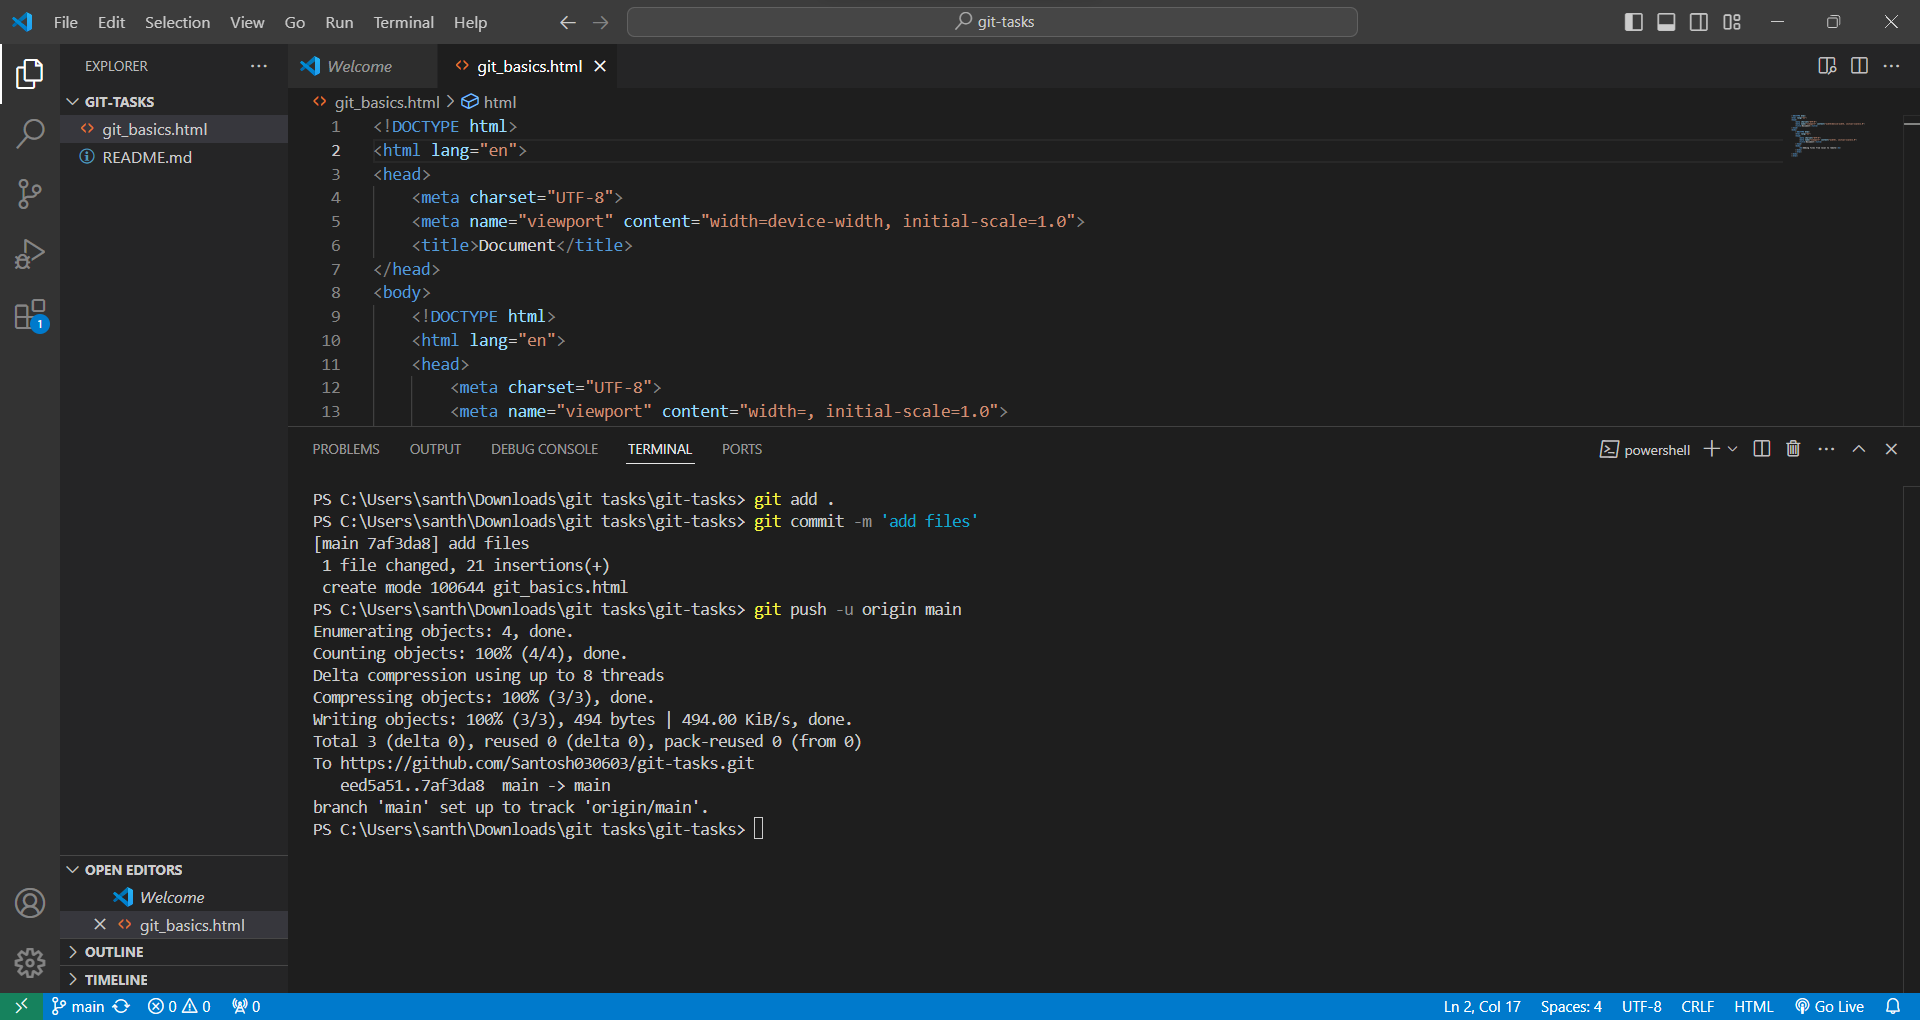 File Edit Selection View Go Run Terminal Help
git-tasks
EXPLORER
GIT-TASKS
git_basics.html
README.md
1
Welcome
git_basics.html
git_basics.html > html
1 <!DOCTYPE html>
2 <html lang="en">
3 <head>
4     <meta charset="UTF-8">
5     <meta name="viewport" content="width=device-width, initial-scale=1.0">
6     <title>Document</title>
7 </head>
8 <body>
9     <!DOCTYPE html>
10     <html lang="en">
11     <head>
12         <meta charset="UTF-8">
13         <meta name="viewport" content="width=, initial-scale=1.0">
PROBLEMS OUTPUT DEBUG CONSOLE TERMINAL PORTS
powershell
PS C:\Users\santh\Downloads\git tasks\git-tasks> git add .
PS C:\Users\santh\Downloads\git tasks\git-tasks> git commit -m 'add files'
[main 7af3da8] add files
 1 file changed, 21 insertions(+)
 create mode 100644 git_basics.html
PS C:\Users\santh\Downloads\git tasks\git-tasks> git push -u origin main
Enumerating objects: 4, done.
Counting objects: 100% (4/4), done.
Delta compression using up to 8 threads
Compressing objects: 100% (3/3), done.
Writing objects: 100% (3/3), 494 bytes | 494.00 KiB/s, done.
Total 3 (delta 0), reused 0 (delta 0), pack-reused 0 (from 0)
To https://github.com/Santosh030603/git-tasks.git
   eed5a51..7af3da8  main -> main
branch 'main' set up to track 'origin/main'.
PS C:\Users\santh\Downloads\git tasks\git-tasks>
OPEN EDITORS
Welcome
git_basics.html
OUTLINE
TIMELINE
main 0 0 0
Ln 2, Col 17 Spaces: 4 UTF-8 CRLF HTML Go Live